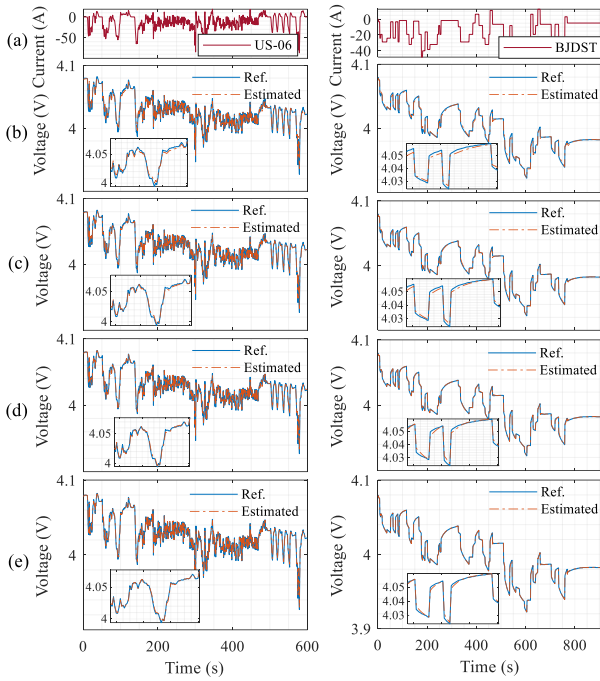 (a)
Current (A)
0
-50
US-06
Current (A)
0
-20
-40
BJDST
(b)
Voltage (V)
4.1
4
Ref.
Estimated
4.05
4
Voltage (V)
4.1
4
Ref.
Estimated
4.05
4.04
4.03
(c)
Voltage (V)
4.1
4
Ref.
Estimated
4.05
4
Voltage (V)
4.1
4
Ref.
Estimated
4.05
4.04
4.03
(d)
Voltage (V)
4.1
4
Ref.
Estimated
4.05
4
Voltage (V)
4.1
4
Ref.
Estimated
4.05
4.04
4.03
(e)
Voltage (V)
4.1
4
Ref.
Estimated
4.05
4
0 200 400 600
Time (s)
Voltage (V)
4.1
4
3.9
Ref.
Estimated
4.05
4.04
4.03
0 200 400 600 800
Time (s)